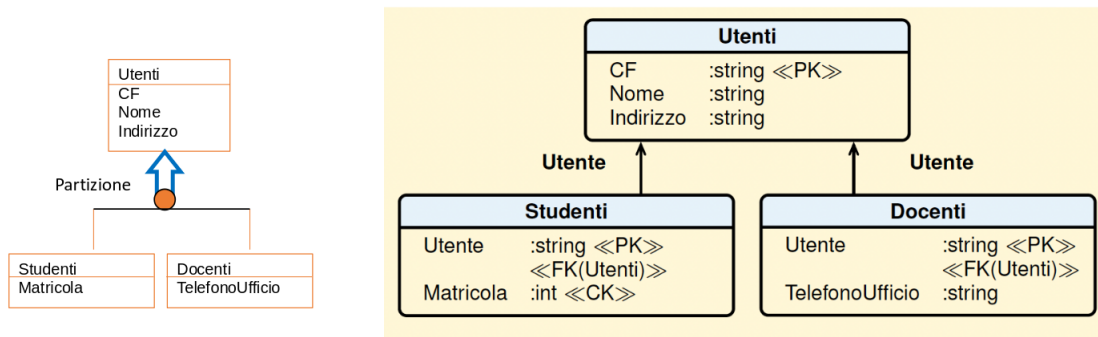 Utenti
CF
Nome
Indirizzo
Partizione
Studenti
Matricola
Docenti
TelefonoUfficio
Utenti
CF :string ≪PK≫
Nome :string
Indirizzo :string
Utente
Utente
Studenti
Utente :string ≪PK≫
≪FK(Utenti)≫
Matricola :int ≪CK≫
Docenti
Utente :string ≪PK≫
≪FK(Utenti)≫
TelefonoUfficio :string